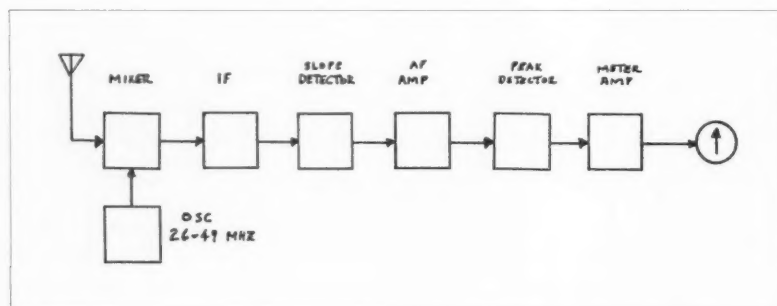 MIXER
IF
SLOPE
DETECTOR
AF
AMP
PEAK
DETECTOR
METER
AMP
OSC
26-49 MHZ